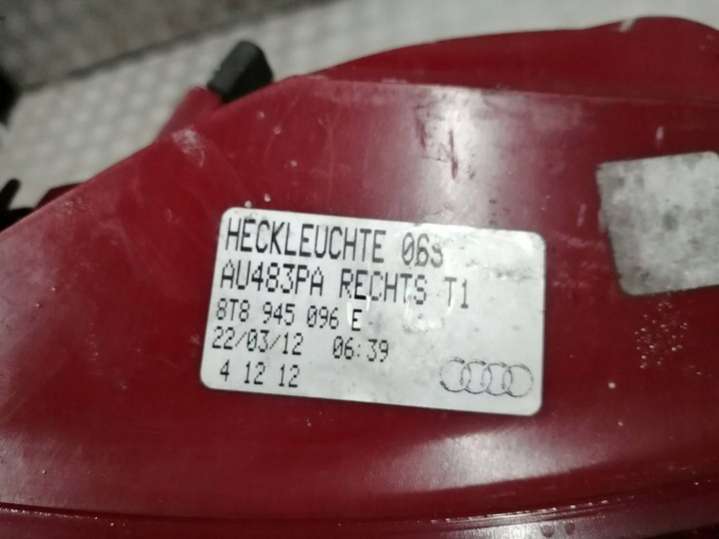 HECKLEUCHTE 06S
AU483PA RECHTS T1
8T8 945 096 E
22/03/12 06:39
4 12 12